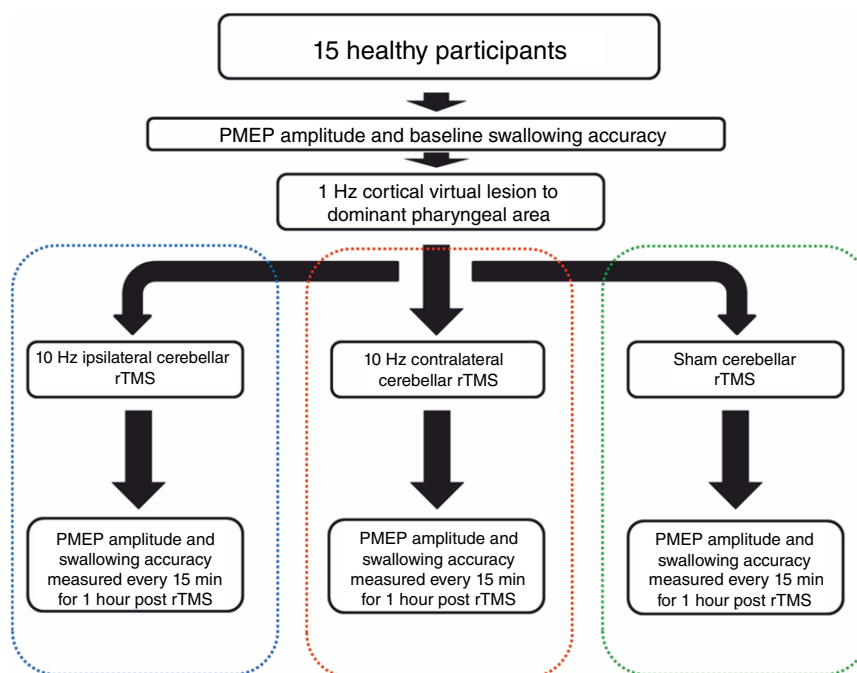 15 healthy participants
PMEP amplitude and baseline swallowing accuracy
1 Hz cortical virtual lesion to
dominant pharyngeal area
10 Hz ipsilateral cerebellar
rTMS
10 Hz contralateral
cerebellar rTMS
Sham cerebellar
rTMS
PMEP amplitude and
swallowing accuracy
measured every 15 min
for 1 hour post rTMS
PMEP amplitude and
swallowing accuracy
measured every 15 min
for 1 hour post rTMS
PMEP amplitude and
swallowing accuracy
measured every 15 min
for 1 hour post rTMS